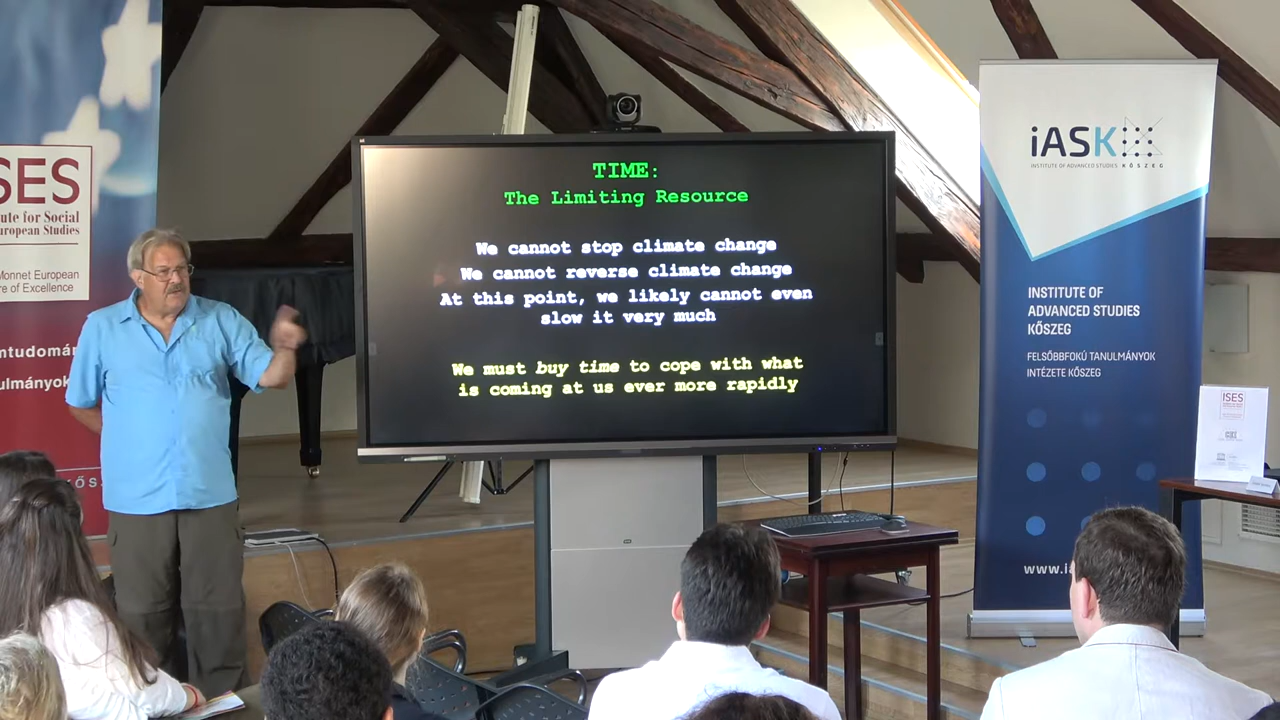 TIME:
The Limiting Resource
We cannot stop climate change
We cannot reverse climate change
At this point, we likely cannot even
slow it very much
We must buy time to cope with what
is coming at us ever more rapidly
SES
for Social
European Studies
Monnet European
of Excellence
iASK
INSTITUTE OF ADVANCED STUDIES KŐSZEG
INSTITUTE OF
ADVANCED STUDIES
KŐSZEG
FELSŐBBFOKÚ TANULMÁNYOK
INTÉZETE KŐSZEG
www.ia
ISES